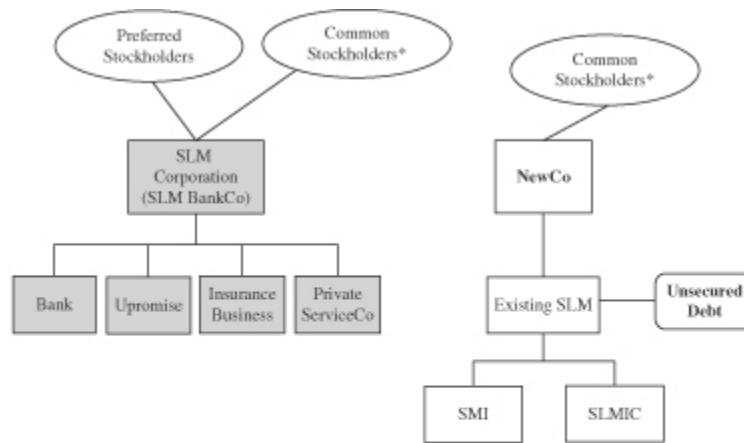 Preferred
Stockholders
Common
Stockholders*
Common
Stockholders*
SLM
Corporation
(SLM BankCo)
NewCo
Bank
Upromise
Insurance
Business
Private
ServiceCo
Existing SLM
Unsecured
Debt
SMI
SLMIC